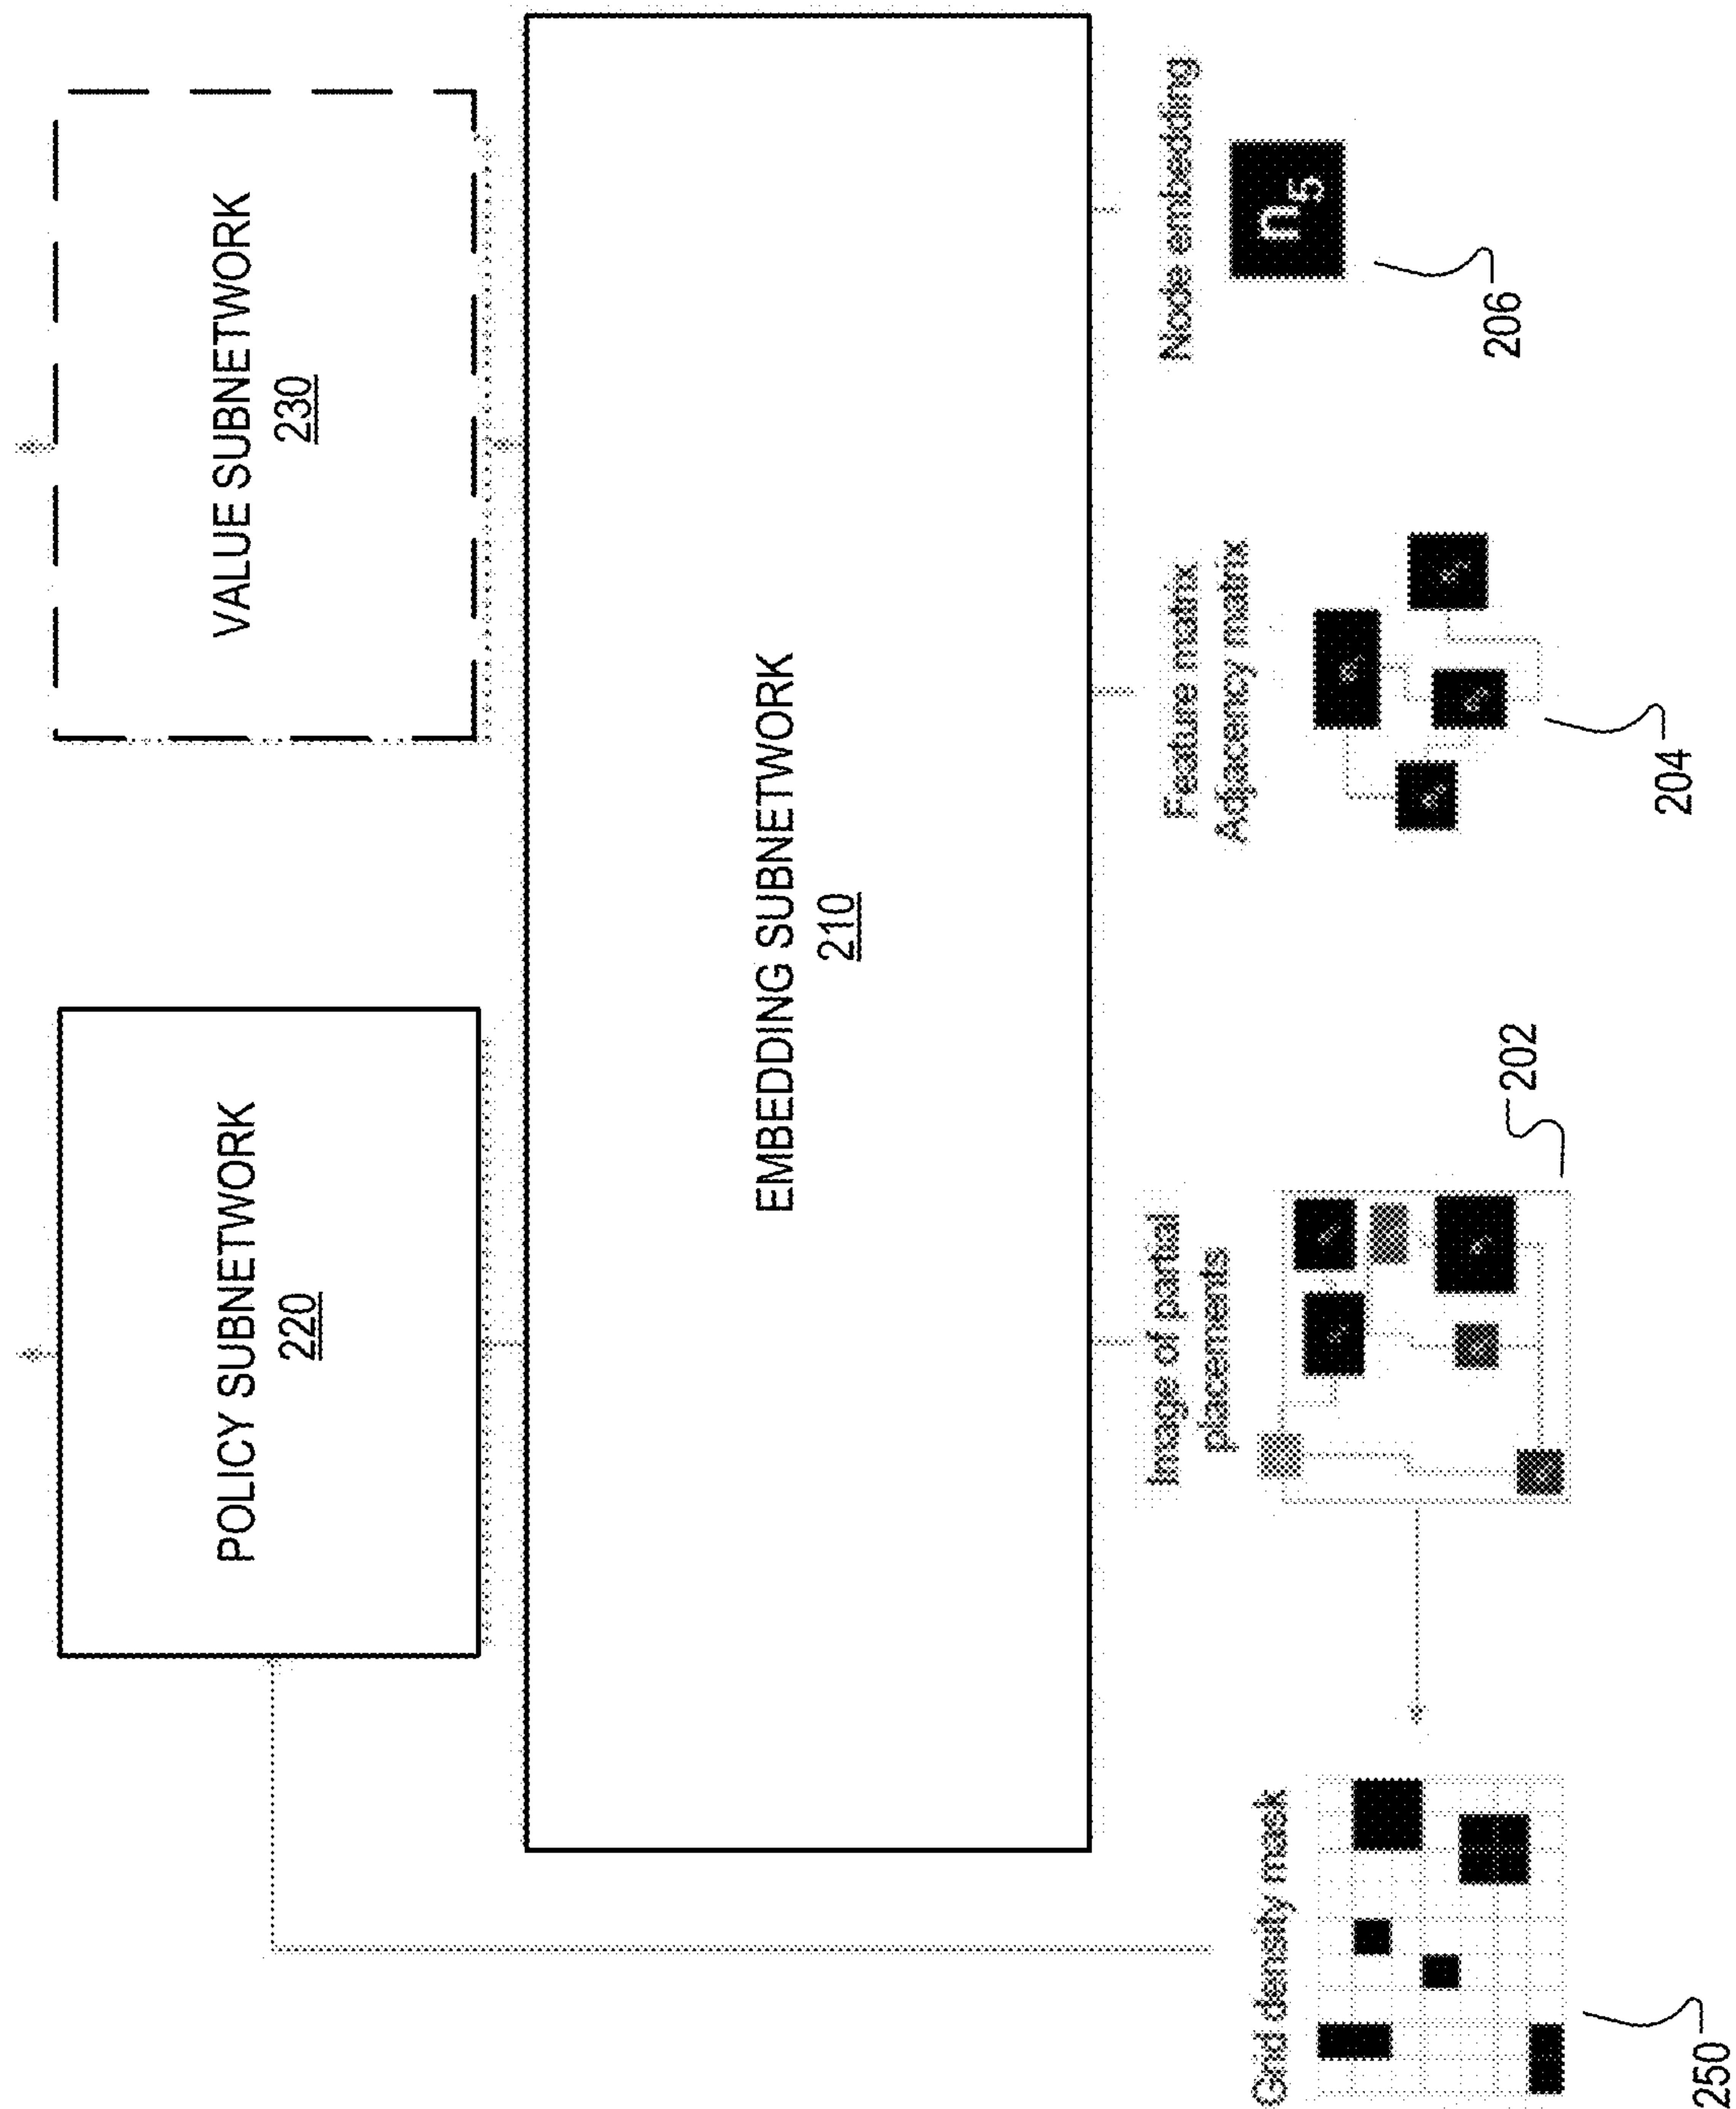 POLICY SUBNETWORK
220
VALUE SUBNETWORK
230
EMBEDDING SUBNETWORK
210
Grid density mask
250
Image of partial
placements
202
Feature matrix
Adjacency matrix
204
Node embedding
n5
206